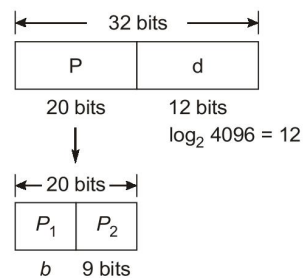 32 bits
P d
20 bits 12 bits
log₂ 4096 = 12
20 bits
P₁ P₂
b 9 bits